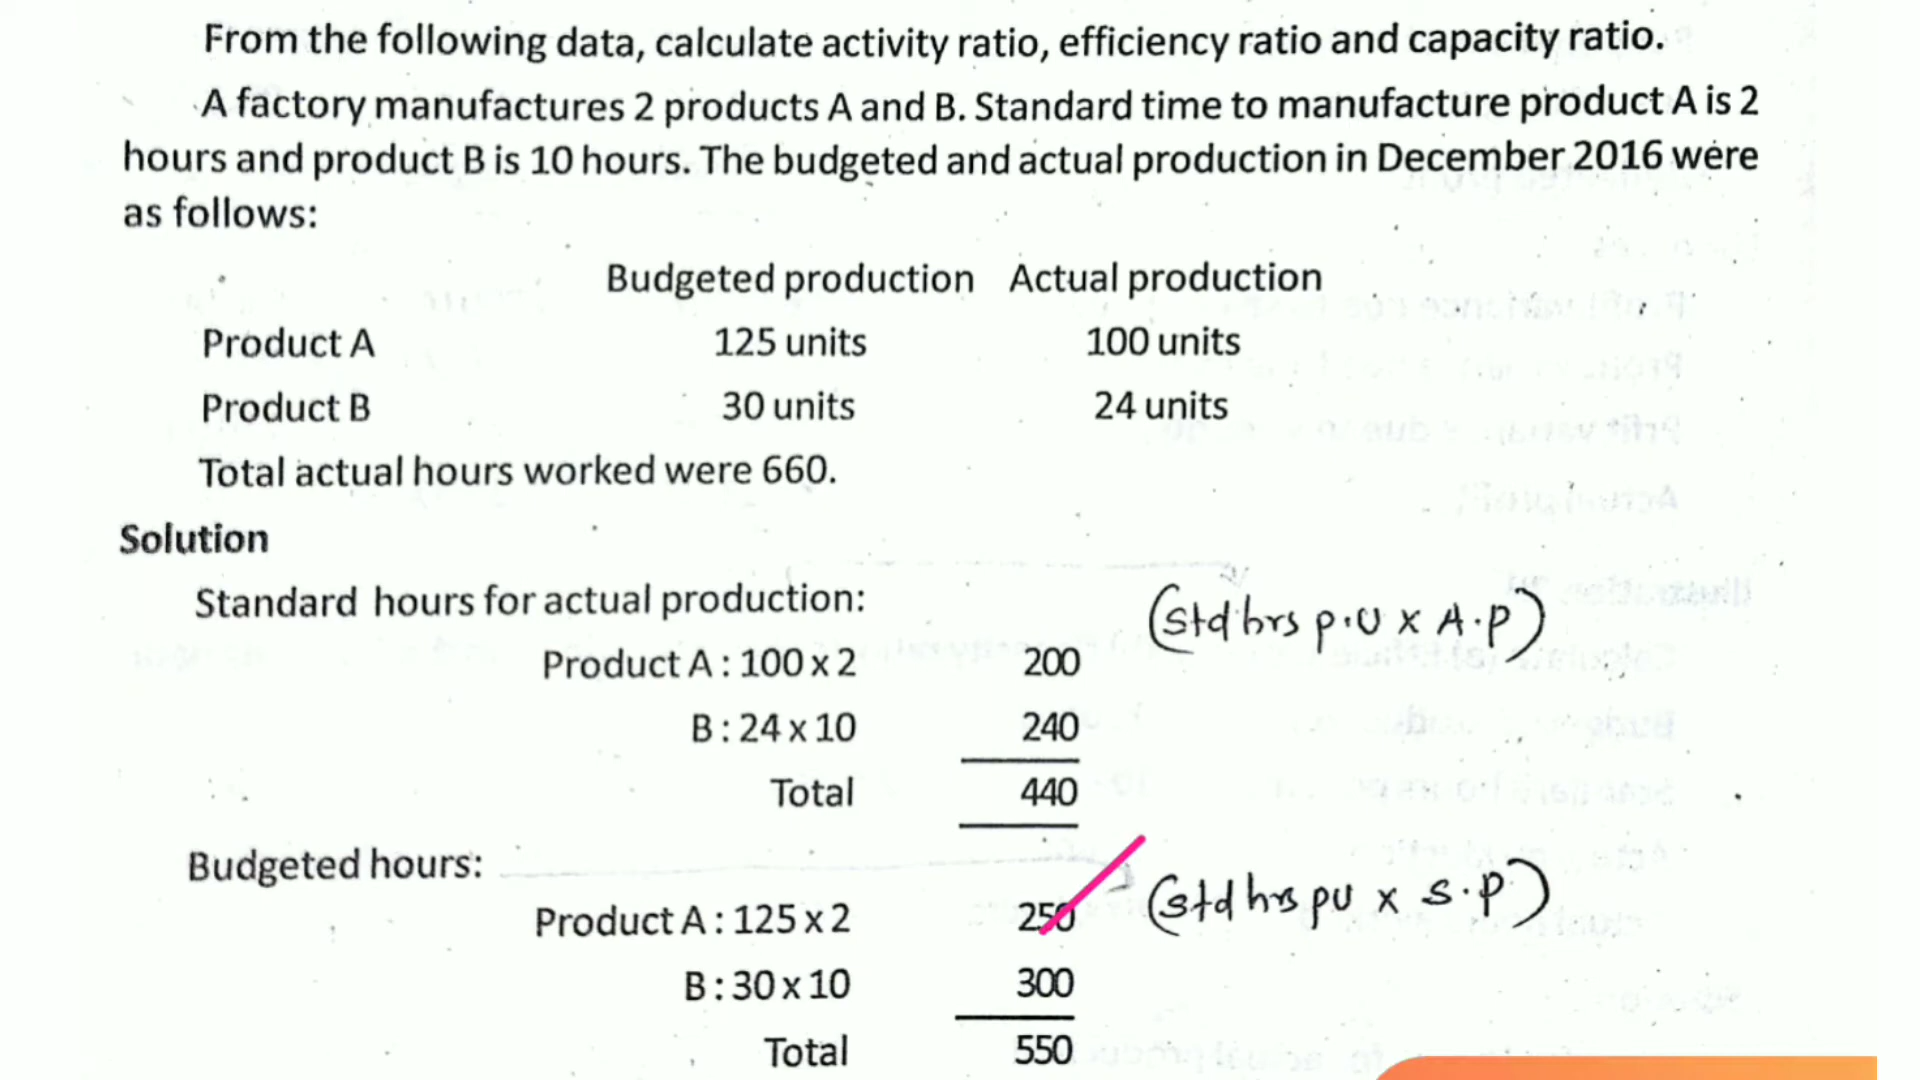 From the following data, calculate activity ratio, efficiency ratio and capacity ratio.
A factory manufactures 2 products A and B. Standard time to manufacture product A is 2
hours and product B is 10 hours. The budgeted and actual production in December 2016 were
as follows:
Budgeted production Actual production
Product A 125 units 100 units
Product B 30 units 24 units
Total actual hours worked were 660.
Solution
Standard hours for actual production:
(Std hrs p.U x A.P)
Product A : 100 x 2 200
B : 24 x 10 240
Total 440
Budgeted hours:
Product A : 125 x 2 250 (Std hrs pU x S.P)
B : 30 x 10 300
Total 550